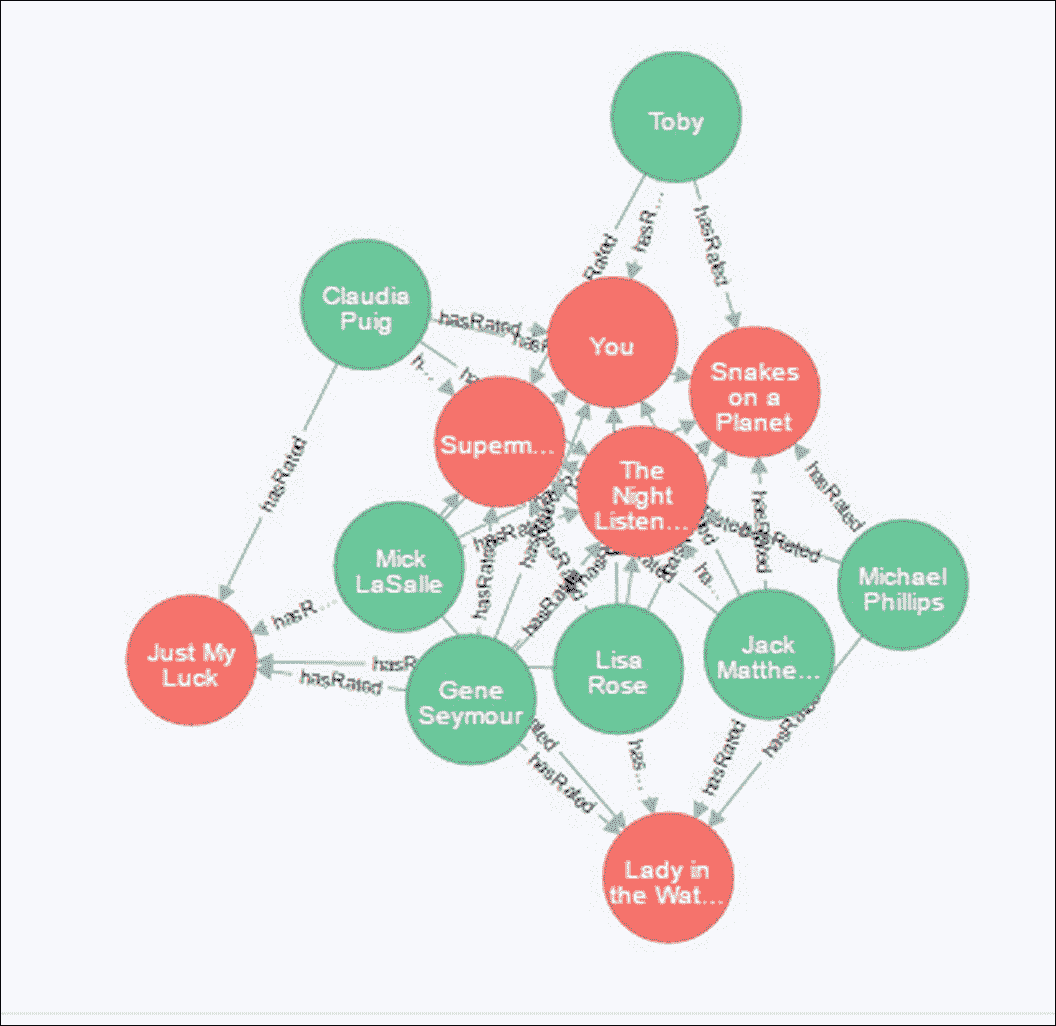 Toby
hasR...
Rated
hasRated
Claudia
Puig
hasRated
hasR
You
h...
ha
Snakes
on a
Planet
Superm...
The
Night
Listen...
hasRated
hasRated
hasRated
Mick
LaSalle
hasRated
hasRated
hasRated
Michael
Phillips
ha...
hasR...
Just My
Luck
hasR
hasRated
Gene
Seymour
Lisa
Rose
Jack
Matthe...
hasRated
has...
hasRated
hasRated
Lady in
the Wat...